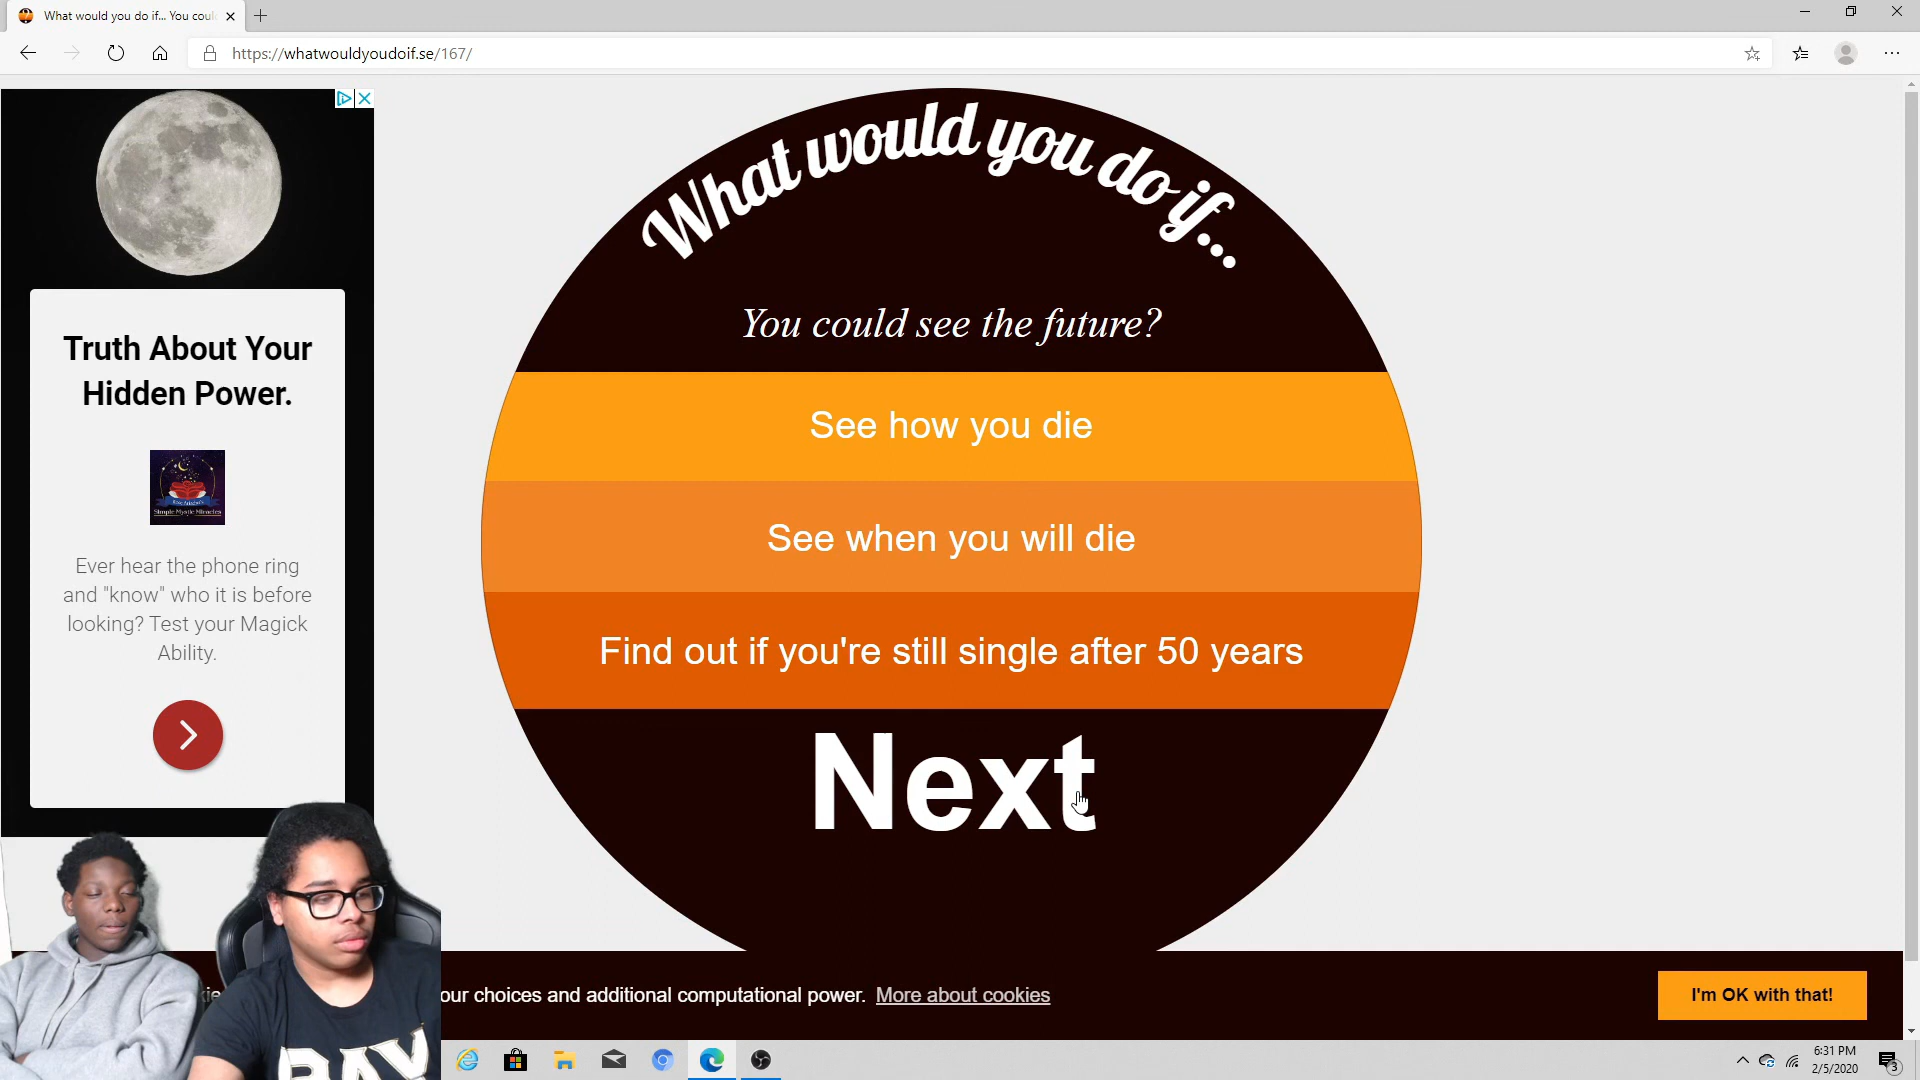 What would you do if... You coul
https://whatwouldyoudoif.se/167/
Truth About Your
Hidden Power.
Simple Mystic Miracles
Ever hear the phone ring
and "know" who it is before
looking? Test your Magick
Ability.
What would you do if...
You could see the future?
See how you die
See when you will die
Find out if you're still single after 50 years
Next
our choices and additional computational power. More about cookies
I'm OK with that!
6:31 PM
2/5/2020
3